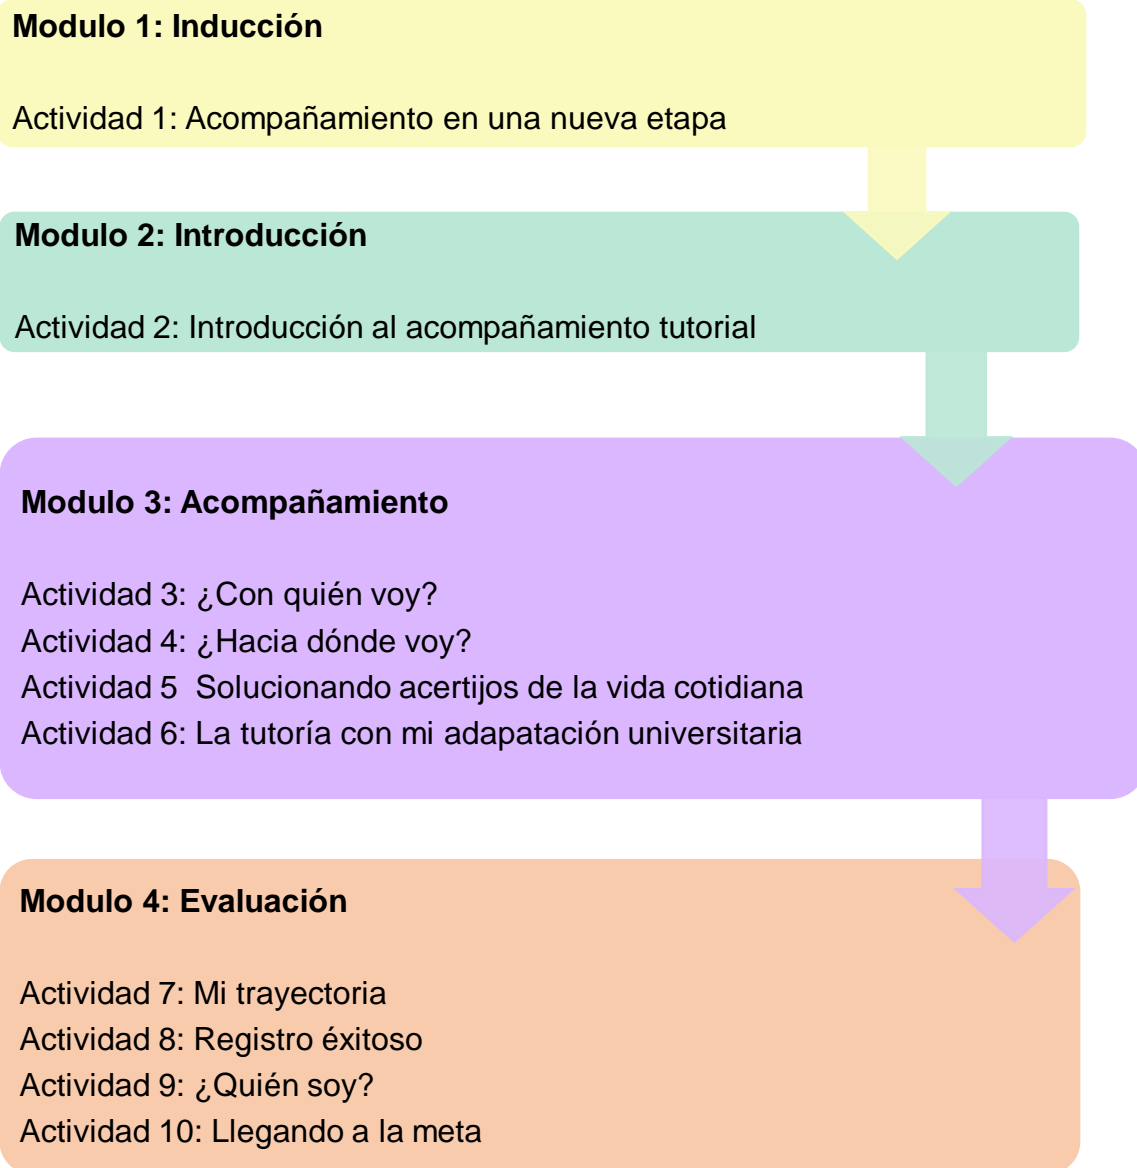 Modulo 1: Inducción
Actividad 1: Acompañamiento en una nueva etapa
Modulo 2: Introducción
Actividad 2: Introducción al acompañamiento tutorial
Modulo 3: Acompañamiento
Actividad 3: ¿Con quién voy?
Actividad 4: ¿Hacia dónde voy?
Actividad 5  Solucionando acertijos de la vida cotidiana
Actividad 6: La tutoría con mi adapatación universitaria
Modulo 4: Evaluación
Actividad 7: Mi trayectoria
Actividad 8: Registro éxitoso
Actividad 9: ¿Quién soy?
Actividad 10: Llegando a la meta